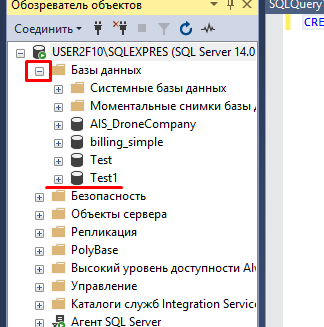 Обозреватель объектов
SQLQuery
Соединить
CRE
USER2F10\SQLEXPRES (SQL Server 14.0
Базы данных
Системные базы данных
Моментальные снимки базы д
AIS_DroneCompany
billing_simple
Test
Test1
Безопасность
Объекты сервера
Репликация
PolyBase
Высокий уровень доступности Alv
Управление
Каталоги служб Integration Service
Агент SQL Server